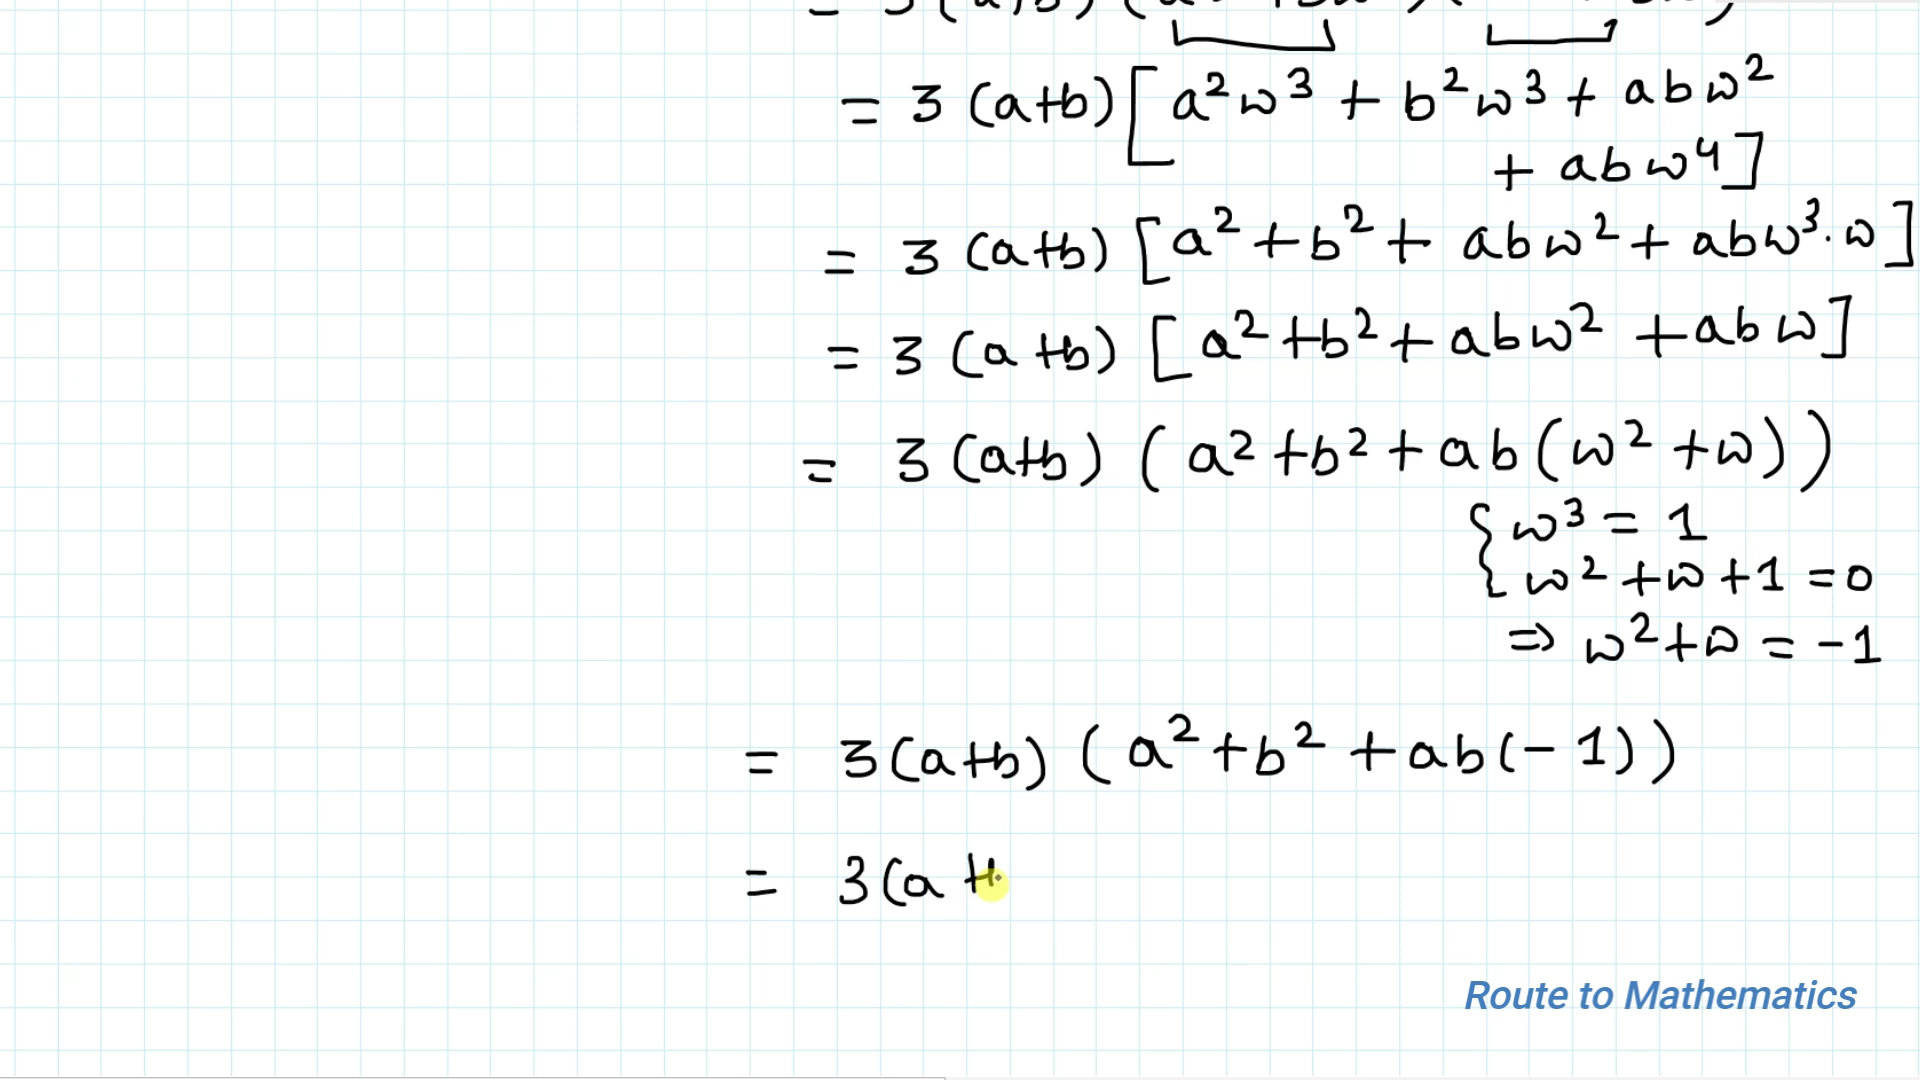 = 3 (a+b) [a²ω³ + b²ω³ + abω²
+ abω⁴]
= 3 (a+b) [a²+b²+ abω²+ abω³.ω]
= 3 (a+b) [a²+b²+abω² +abω]
= 3(a+b) (a²+b²+ab(ω²+ω))
{ω³ = 1
ω²+ω+1=0
⇒ ω²+ω = -1
= 3(a+b) (a²+b²+ab(-1))
= 3(a +
Route to Mathematics